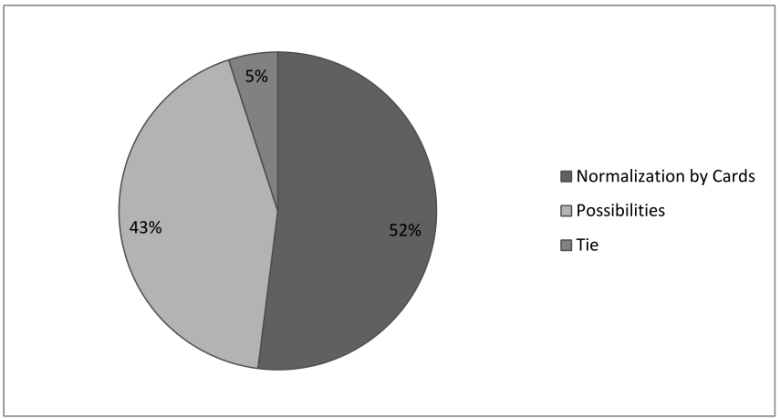 5%
43%
52%
Normalization by Cards
Possibilities
Tie